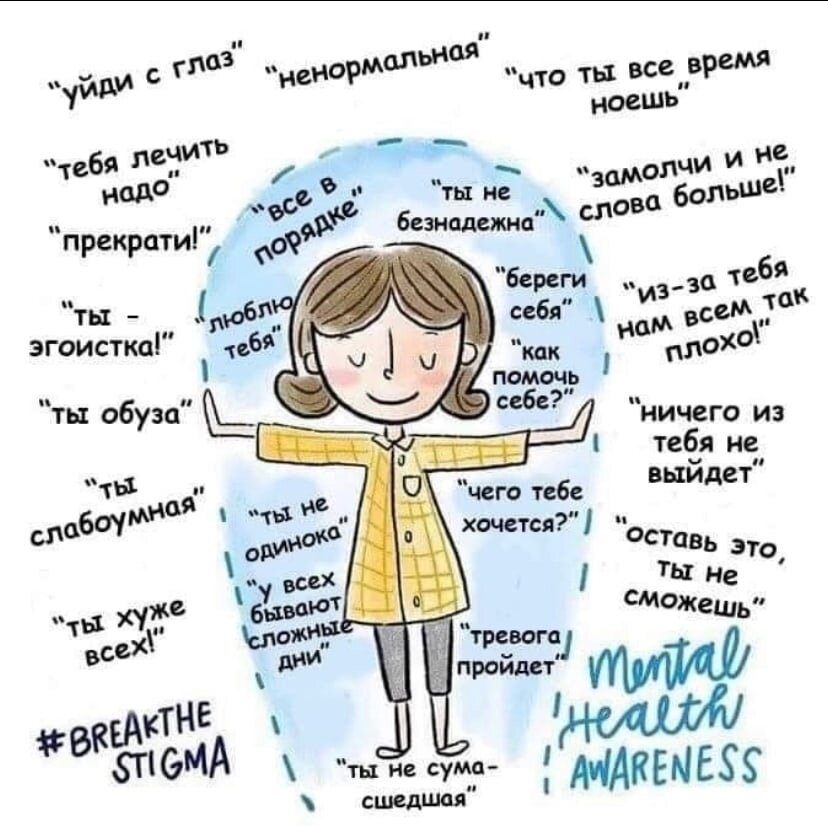 "уйди с глаз"
"ненормальная"
"что ты все время
ноешь"
"тебя лечить
надо"
"все в
порядке"
"ты не
безнадежна"
"замолчи и не
слова больше!"
"прекрати!"
"береги
себя"
"из-за тебя
нам всем так
плохо!"
"ты -
эгоистка!"
"люблю
тебя"
"как
помочь
себе?"
"ты обуза"
"ничего из
тебя не
выйдет"
"ты
слабоумная"
"ты не
одинока"
"чего тебе
хочется?"
"оставь это,
ты не
сможешь"
"ты хуже
всех!"
"у всех
бывают
сложные
дни"
"тревога
пройдет"
#BREAKTHE
STIGMA
"ты не сума-
сшедшая"
Mental
Health
AWARENESS